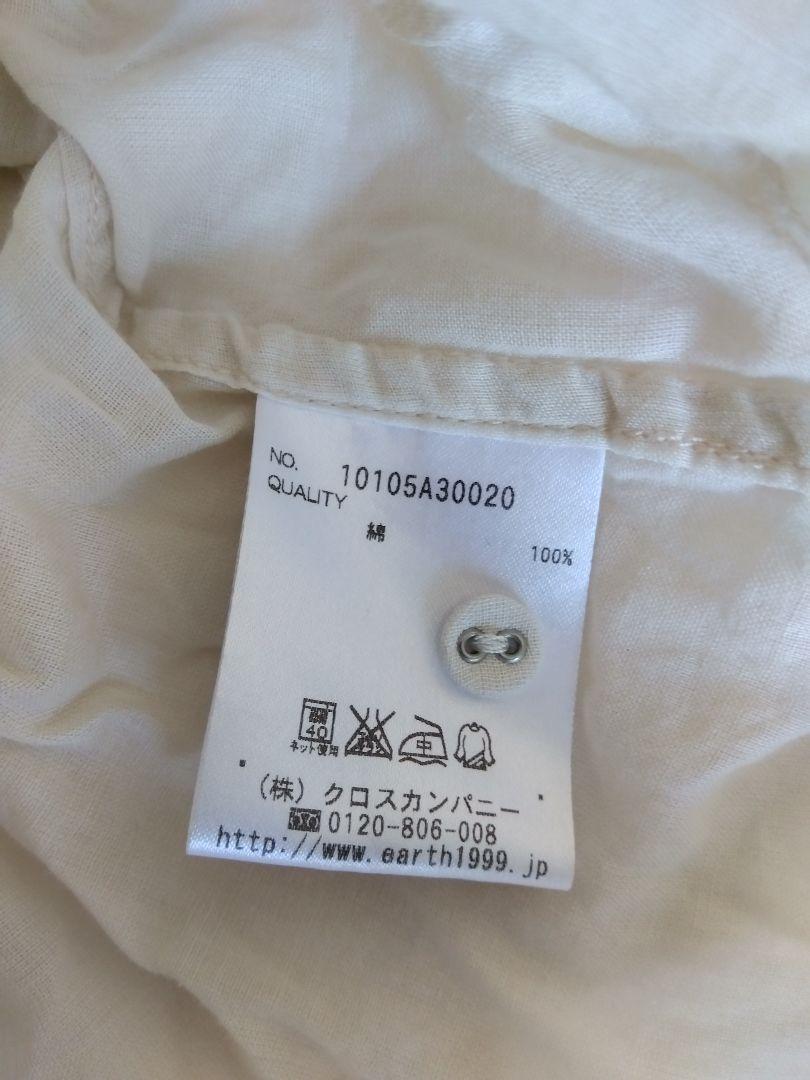 NO. 10105A30020
QUALITY
綿 100%
40 中
ネット使用
(株) クロスカンパニー
0120-806-008
http://www.earth1999.jp